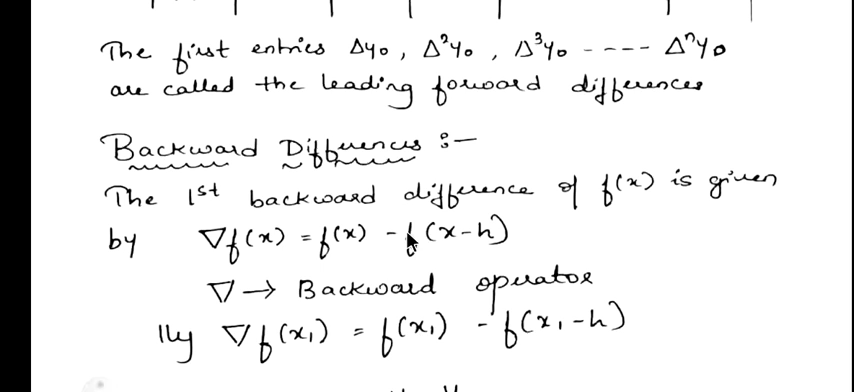 The first entries Δy₀, Δ²y₀, Δ³y₀ ---- Δⁿy₀
are called the leading forward differences
Backward Differences :-
The 1st backward difference of f(x) is given
by ∇f(x) = f(x) - f(x-h)
∇ → Backward operator
|||ly ∇f(x₁) = f(x₁) - f(x₁-h)